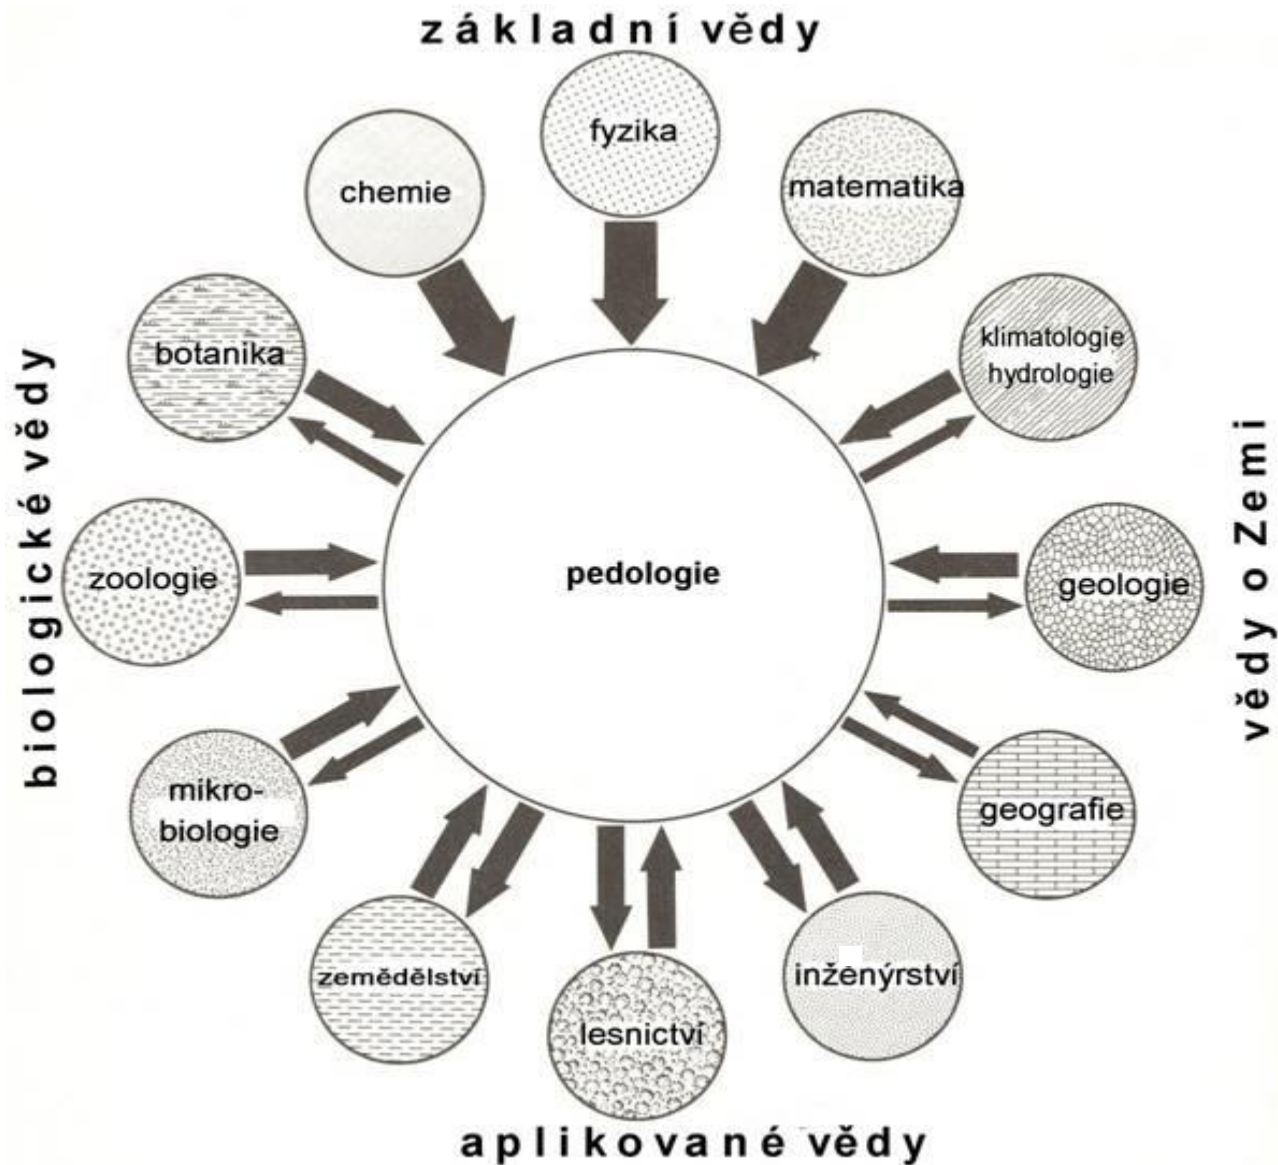 základní vědy
fyzika
chemie
matematika
botanika
klimatologie
hydrologie
biologické vědy
vědy o Zemi
zoologie
pedologie
geologie
mikro-
biologie
geografie
zemědělství
lesnictví
inženýrství
aplikované vědy